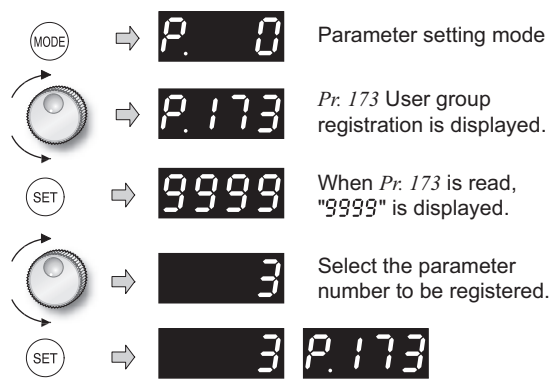 MODE
P. 0
Parameter setting mode
P.173
Pr. 173 User group
registration is displayed.
SET
9999
When Pr. 173 is read,
"9999" is displayed.
3
Select the parameter
number to be registered.
SET
3 P.173